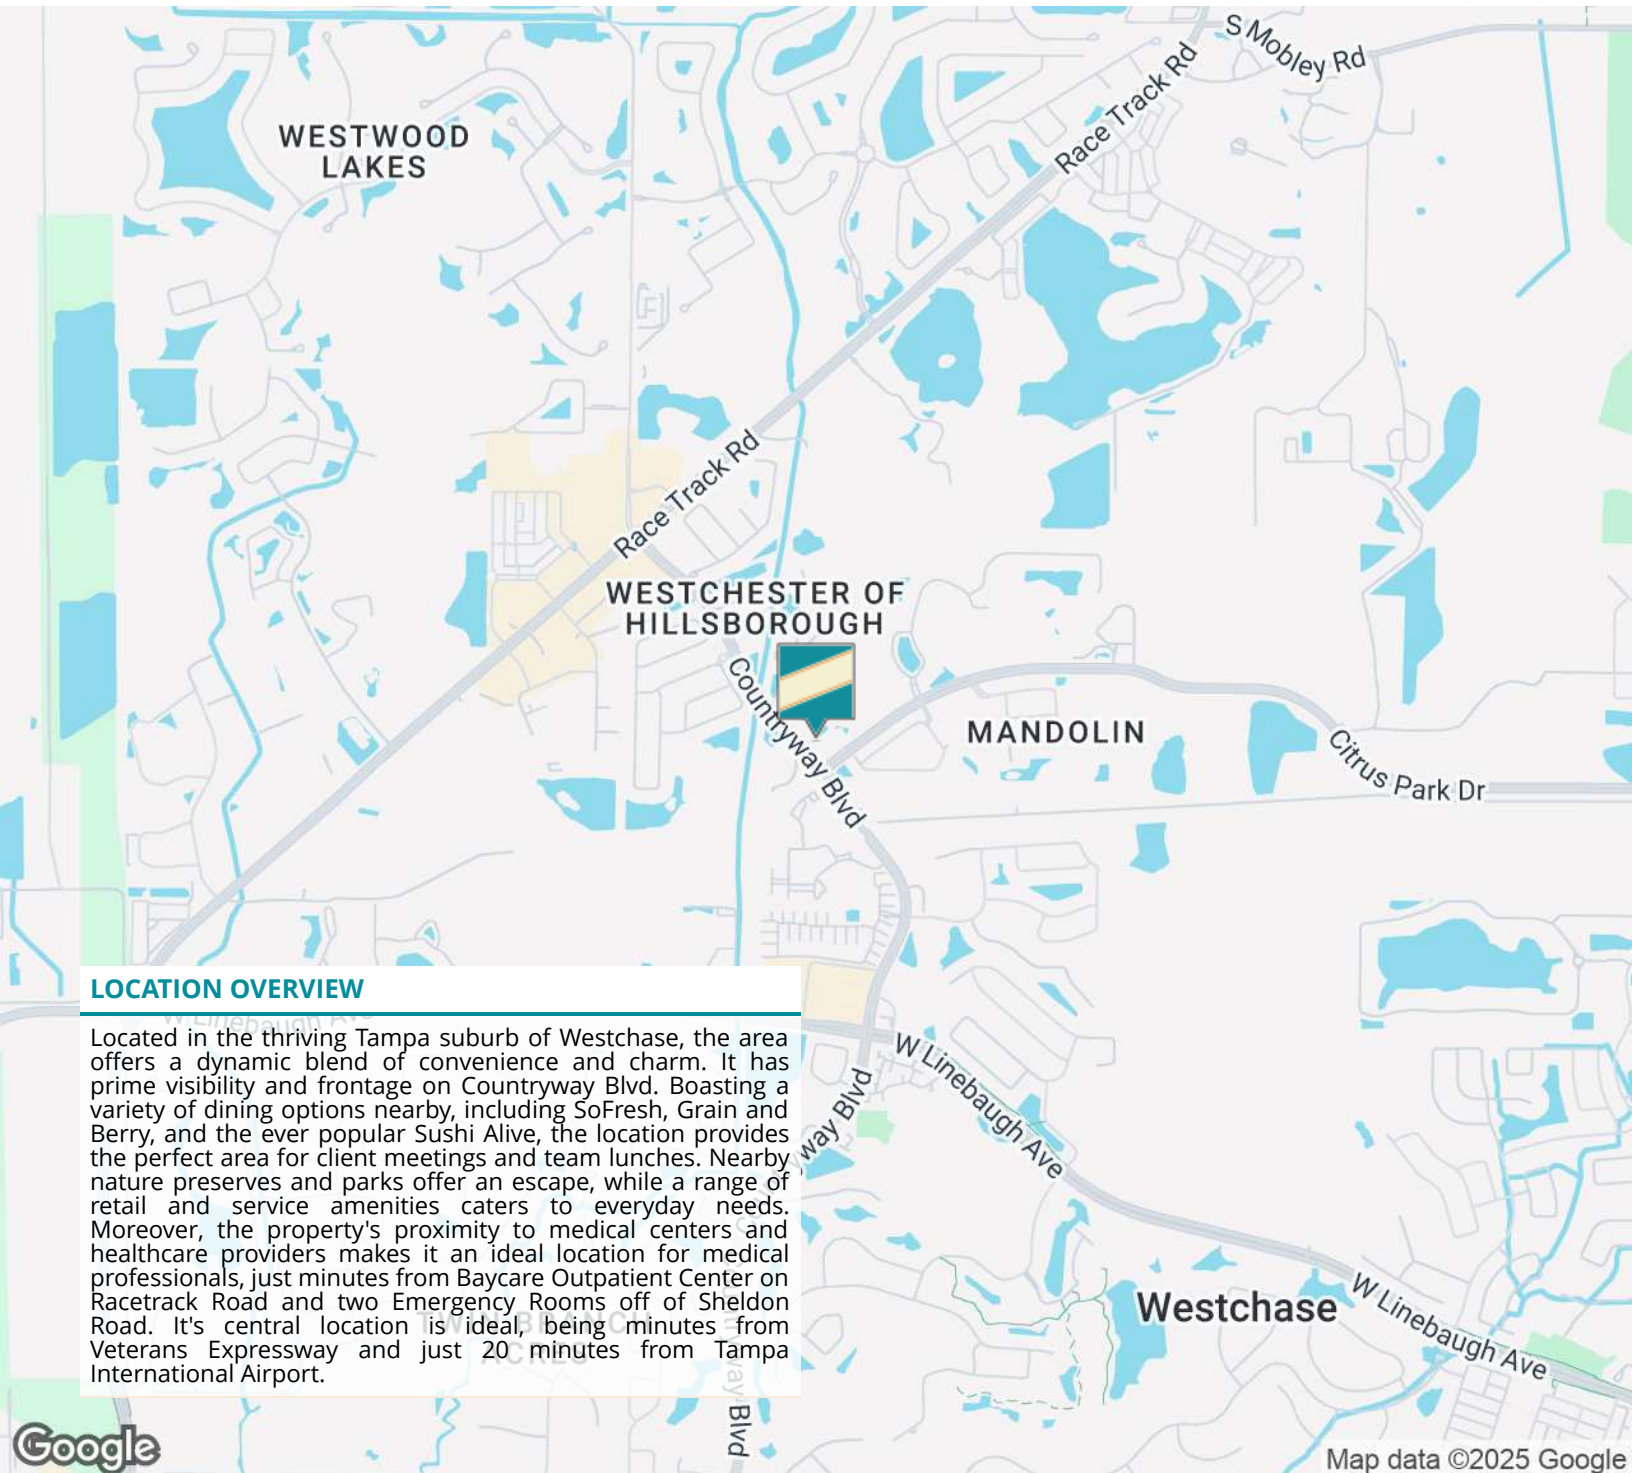 S Mobley Rd
Race Track Rd
WESTWOOD
LAKES
Race Track Rd
WESTCHESTER OF
HILLSBOROUGH
Countryway Blvd
MANDOLIN
Citrus Park Dr
LOCATION OVERVIEW
W Linebaugh Ave
Located in the thriving Tampa suburb of Westchase, the area
offers a dynamic blend of convenience and charm. It has
prime visibility and frontage on Countryway Blvd. Boasting a
variety of dining options nearby, including SoFresh, Grain and
Berry, and the ever popular Sushi Alive, the location provides
the perfect area for client meetings and team lunches. Nearby
nature preserves and parks offer an escape, while a range of
retail and service amenities caters to everyday needs.
Moreover, the property's proximity to medical centers and
healthcare providers makes it an ideal location for medical
professionals, just minutes from Baycare Outpatient Center on
Racetrack Road and two Emergency Rooms off of Sheldon
Road. It's central location is ideal, being minutes from
Veterans Expressway and just 20 minutes from Tampa
International Airport.
TWIN BRANCH
ACRES
W Linebaugh Ave
way Blvd
Countryway Blvd
Westchase
W Linebaugh Ave
Google
Map data ©2025 Google